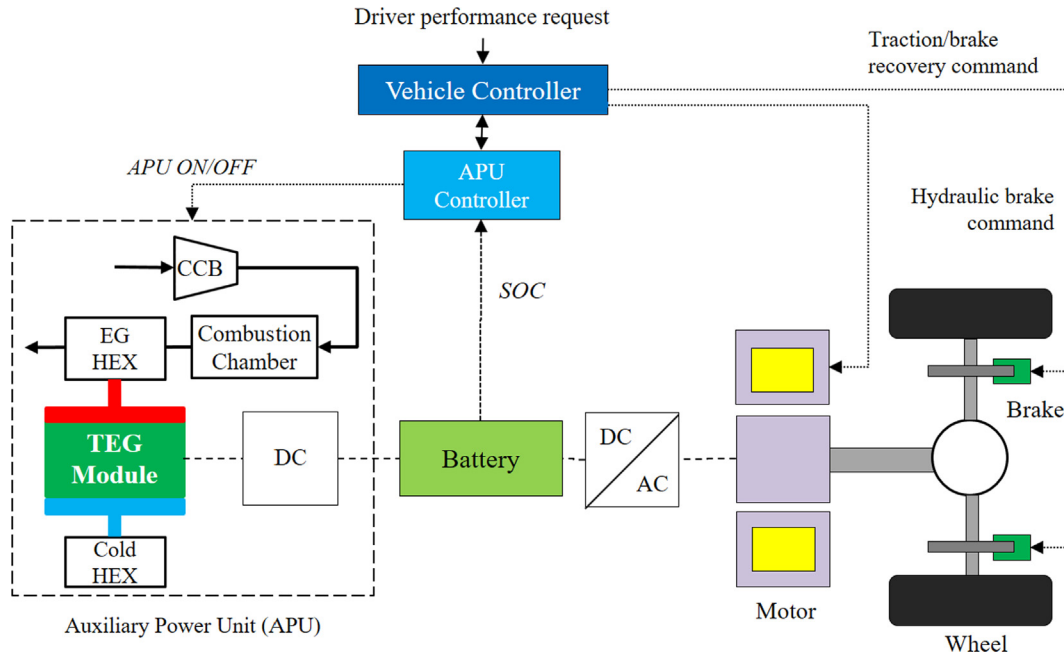 Driver performance request
Traction/brake
recovery command
Vehicle Controller
APU ON/OFF
APU
Controller
Hydraulic brake
command
CCB
SOC
EG
HEX
Combustion
Chamber
Brake
TEG
Module
DC
Battery
DC
AC
Cold
HEX
Motor
Auxiliary Power Unit (APU)
Wheel